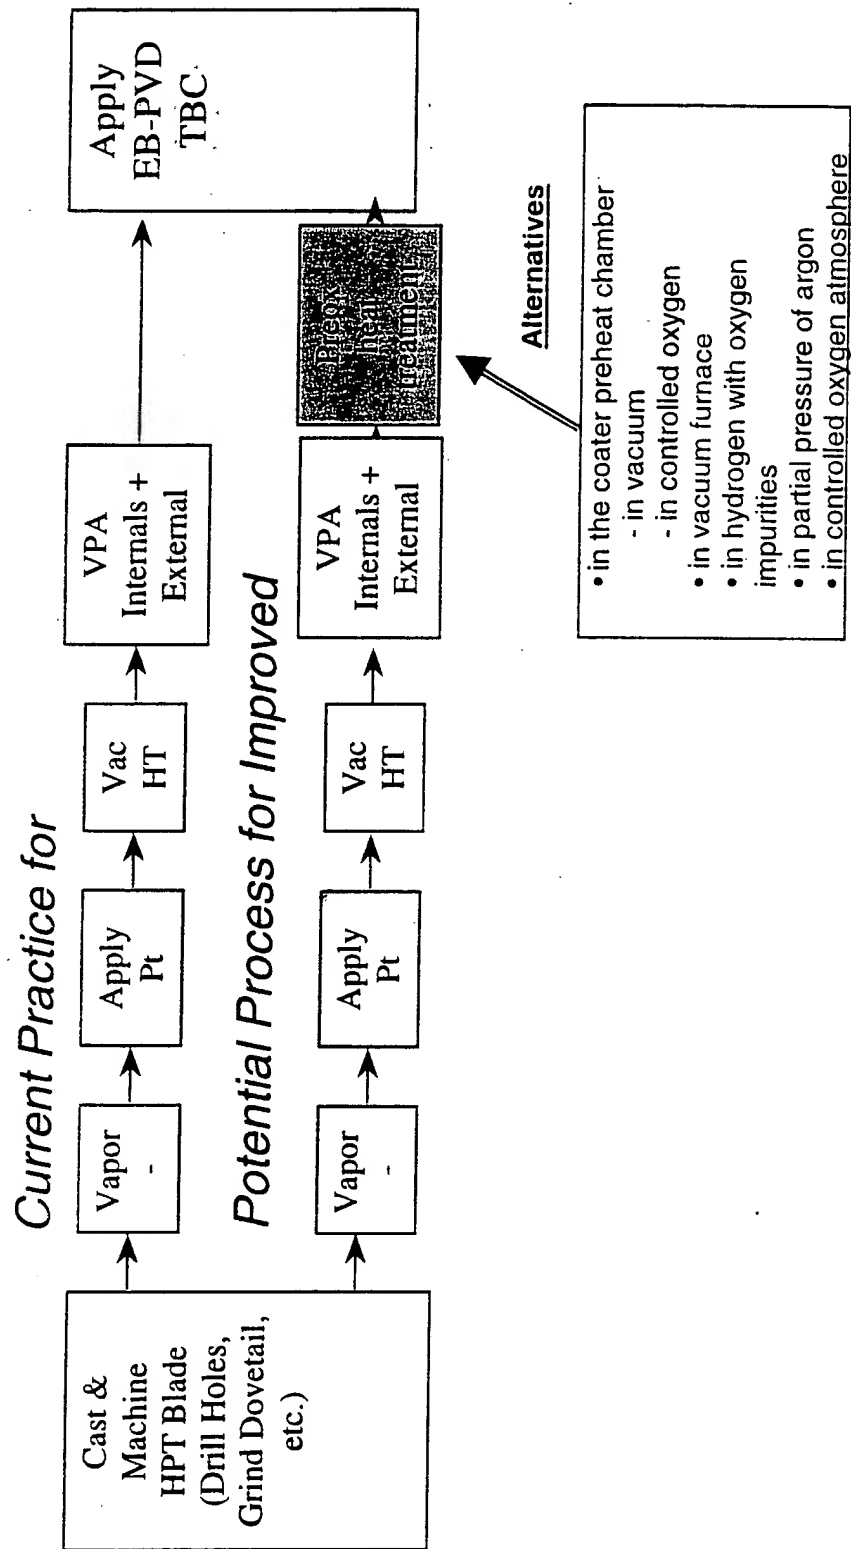 Current Practice for
Cast &
Machine
HPT Blade
(Drill Holes,
Grind Dovetail,
etc.)
Vapor
-
Apply
Pt
Vac
HT
VPA
Internals +
External
Apply
EB-PVD
TBC
Potential Process for Improved
Vapor
-
Apply
Pt
Vac
HT
VPA
Internals +
External
Preox
heat
treatment
Alternatives
• in the coater preheat chamber
- in vacuum
- in controlled oxygen
• in vacuum furnace
• in hydrogen with oxygen
impurities
• in partial pressure of argon
• in controlled oxygen atmosphere